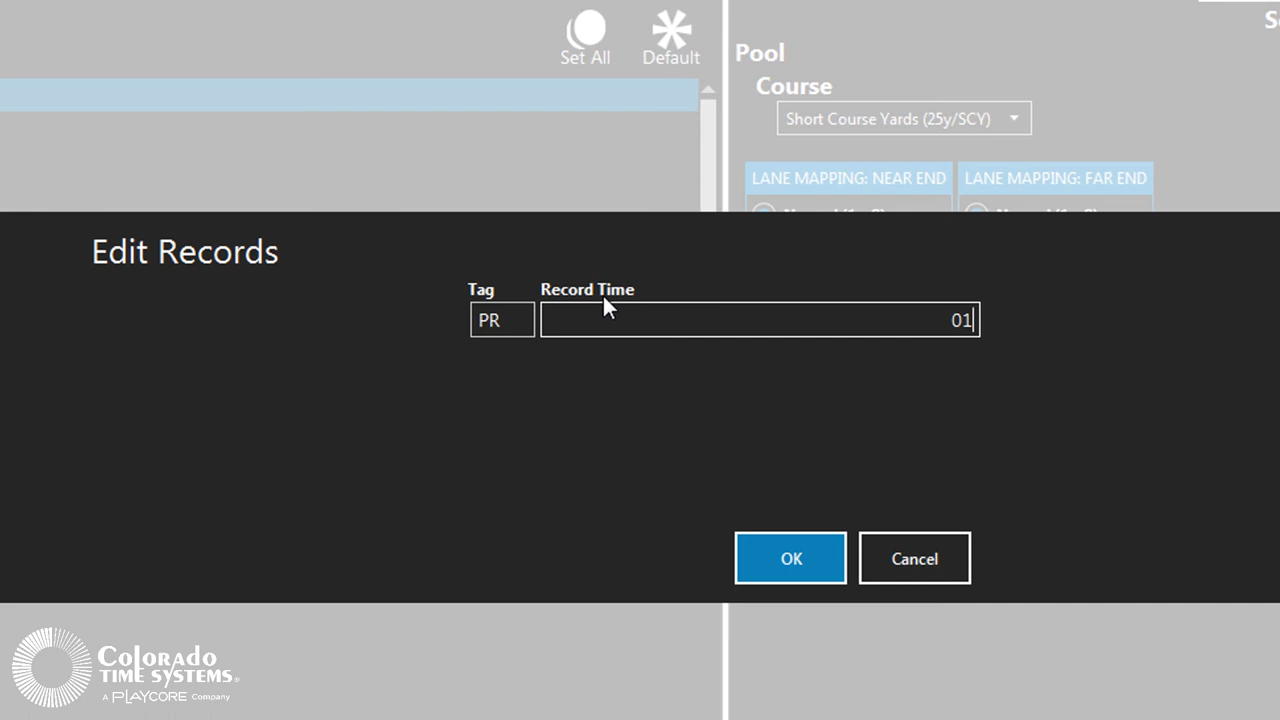 Set All
Default
Pool
Course
Short Course Yards (25y/SCY)
LANE MAPPING: NEAR END
LANE MAPPING: FAR END
Edit Records
Tag
Record Time
PR
01
OK
Cancel
COLORADO
TIME SYSTEMS®
A PLAYCORE Company